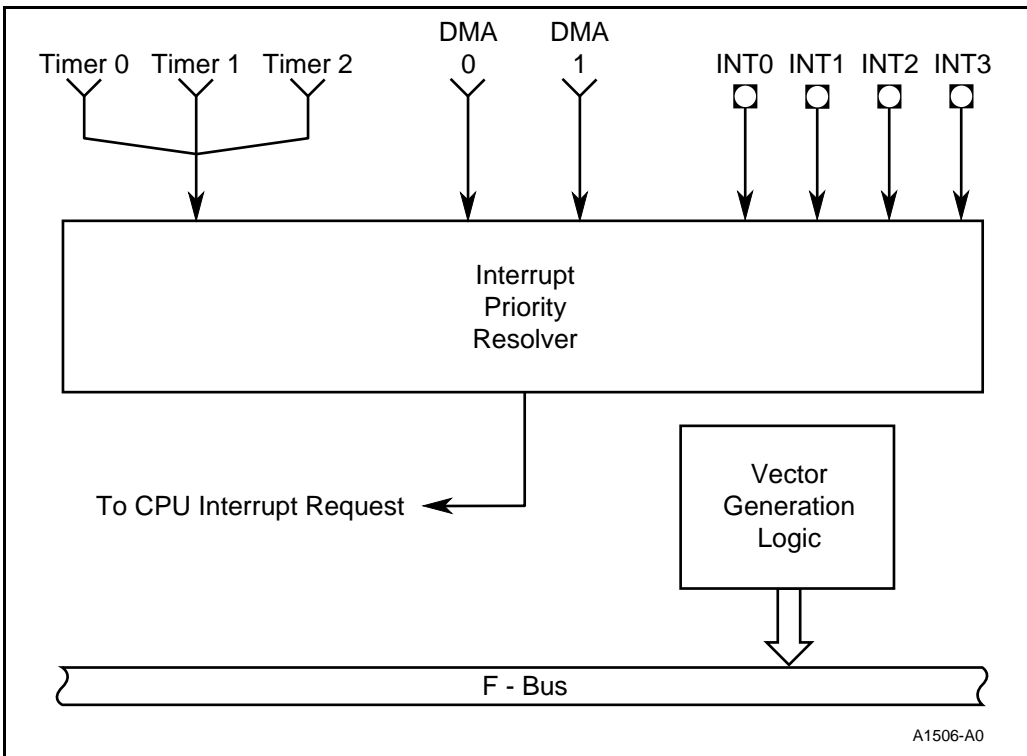 DMA DMA
Timer 0 Timer 1 Timer 2 0 1 INT0 INT1 INT2 INT3
Interrupt
Priority
Resolver
To CPU Interrupt Request
Vector
Generation
Logic
F - Bus
A1506-A0